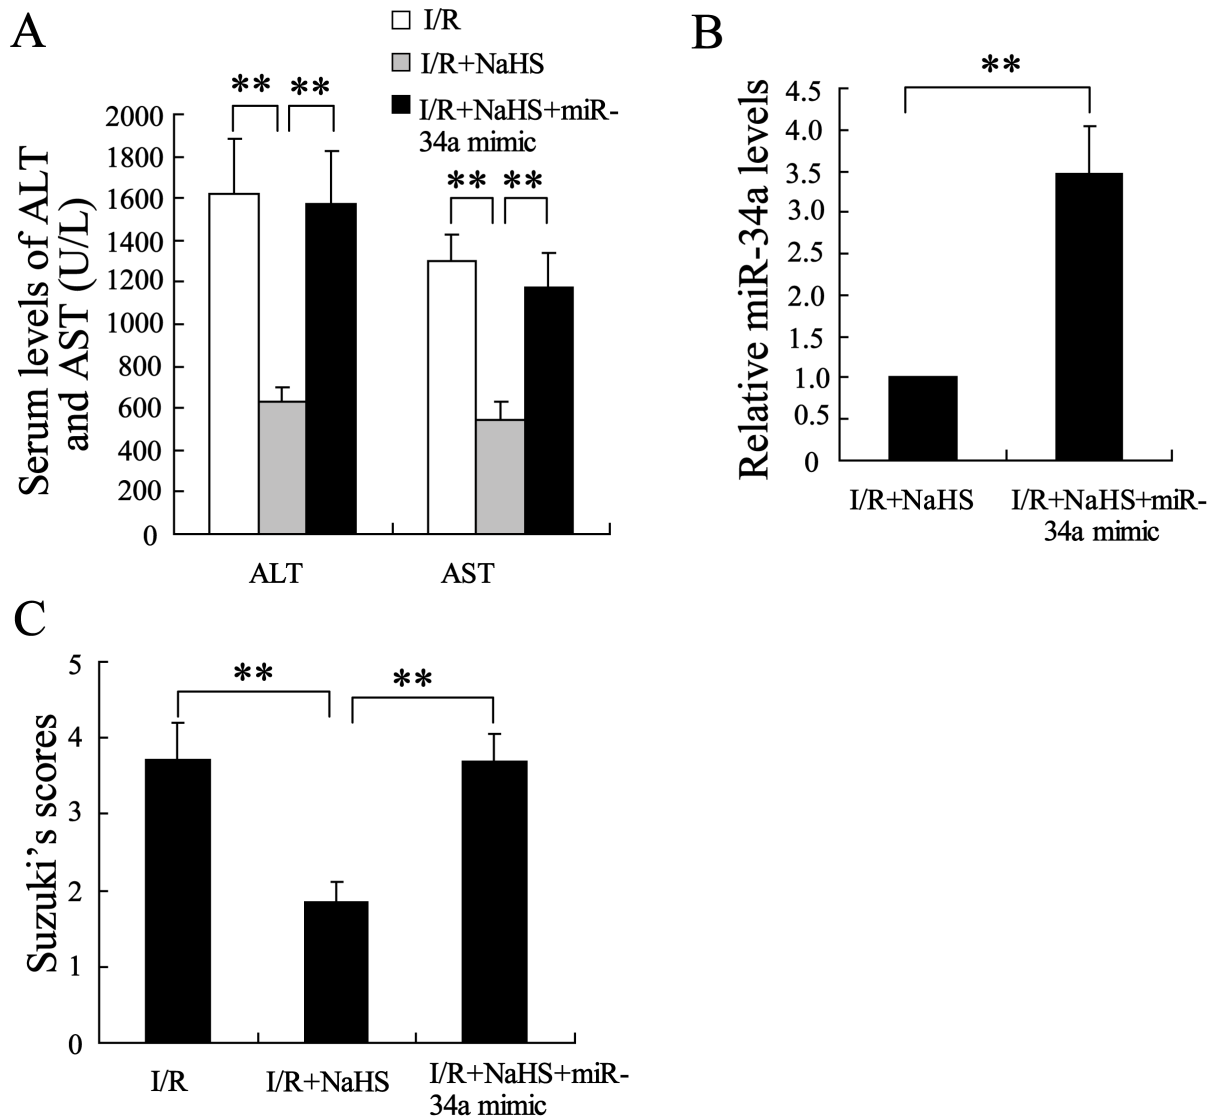 A
I/R
I/R+NaHS
I/R+NaHS+miR-
34a mimic
** **
** **
Serum levels of ALT
and AST (U/L)
2000
1800
1600
1400
1200
1000
800
600
400
200
0
ALT AST
B
**
Relative miR-34a levels
4.5
4.0
3.5
3.0
2.5
2.0
1.5
1.0
0.5
0
I/R+NaHS I/R+NaHS+miR-
34a mimic
C
** **
Suzuki's scores
5
4
3
2
1
0
I/R I/R+NaHS I/R+NaHS+miR-
34a mimic